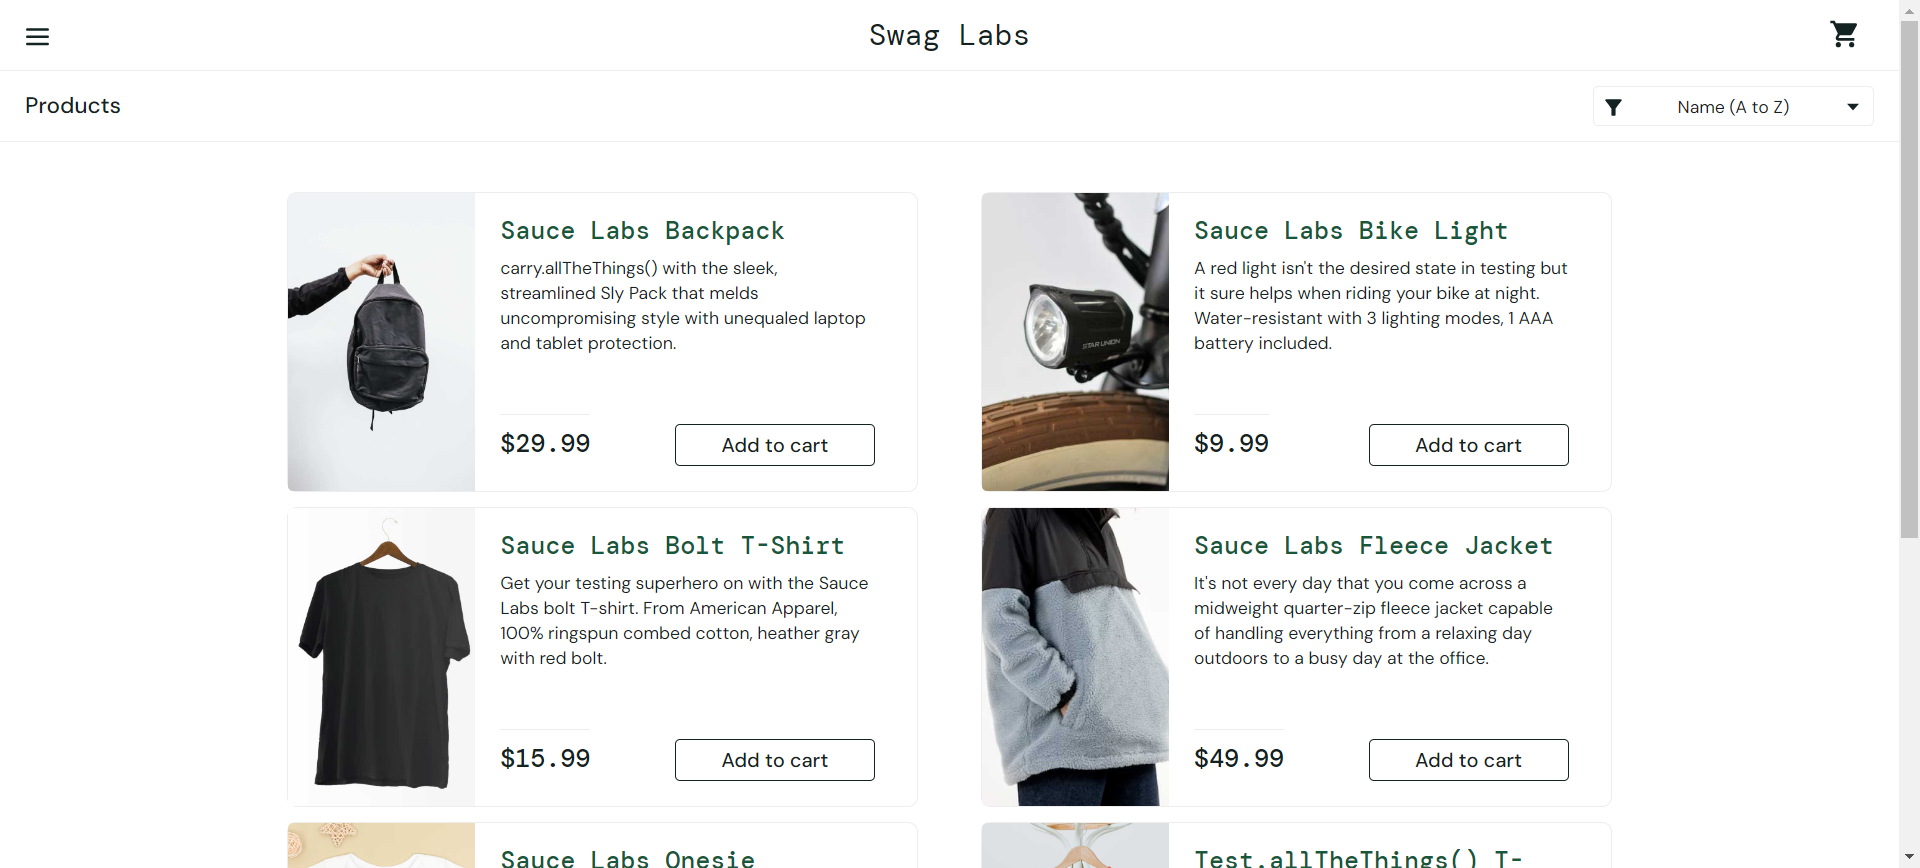 Swag Labs
Products
Name (A to Z)
Sauce Labs Backpack
carry.allTheThings() with the sleek,
streamlined Sly Pack that melds
uncompromising style with unequaled laptop
and tablet protection.
$29.99
Add to cart
Sauce Labs Bike Light
A red light isn't the desired state in testing but
it sure helps when riding your bike at night.
Water-resistant with 3 lighting modes, 1 AAA
battery included.
STAR UNION
$9.99
Add to cart
Sauce Labs Bolt T-Shirt
Get your testing superhero on with the Sauce
Labs bolt T-shirt. From American Apparel,
100% ringspun combed cotton, heather gray
with red bolt.
$15.99
Add to cart
Sauce Labs Fleece Jacket
It's not every day that you come across a
midweight quarter-zip fleece jacket capable
of handling everything from a relaxing day
outdoors to a busy day at the office.
$49.99
Add to cart
Sauce Labs Onesie
Test.allTheThings() T-